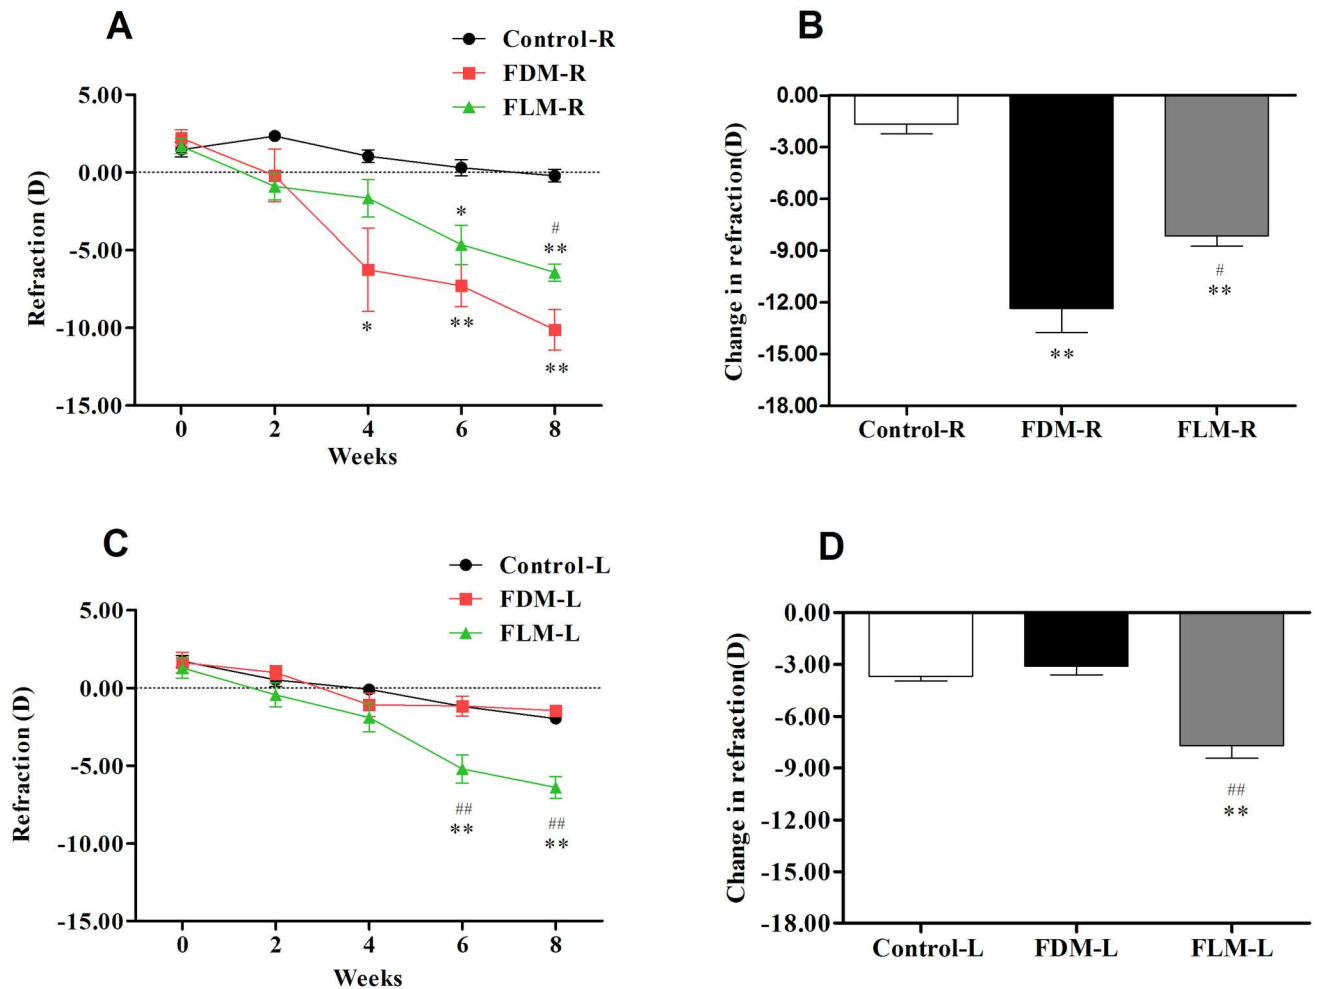 A
Control-R
FDM-R
FLM-R
5.00
0.00
-5.00
-10.00
-15.00
Refraction (D)
*
#
**
*
**
**
0 2 4 6 8
Weeks
B
0.00
-3.00
-6.00
-9.00
-12.00
-15.00
-18.00
Change in refraction(D)
**
#
**
Control-R FDM-R FLM-R
C
Control-L
FDM-L
FLM-L
5.00
0.00
-5.00
-10.00
-15.00
Refraction (D)
##
**
##
**
0 2 4 6 8
Weeks
D
0.00
-3.00
-6.00
-9.00
-12.00
-15.00
-18.00
Change in refraction(D)
##
**
Control-L FDM-L FLM-L